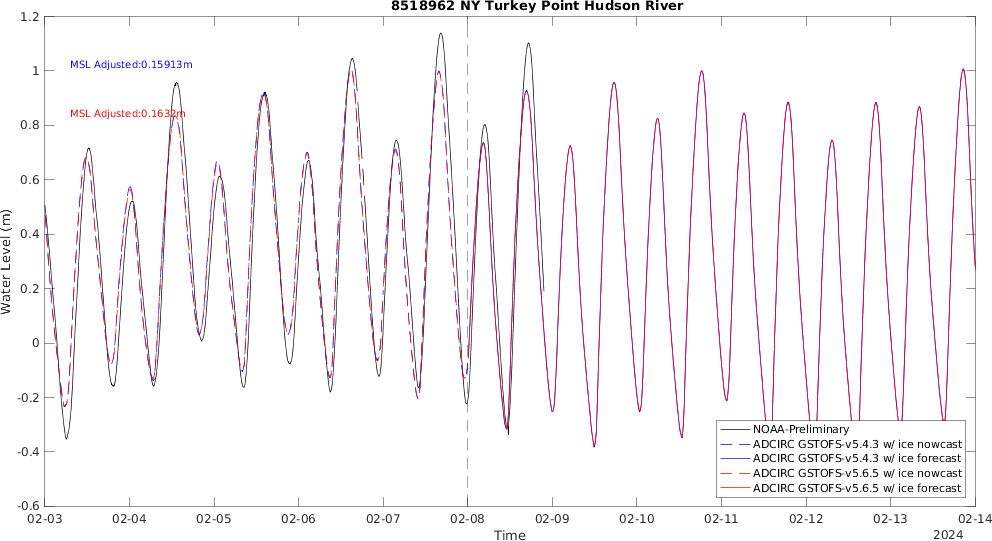 8518962 NY Turkey Point Hudson River
1.2
1
0.8
0.6
0.4
0.2
0
-0.2
-0.4
-0.6
Water Level (m)
MSL Adjusted:0.15913m
MSL Adjusted:0.1632m
NOAA-Preliminary
ADCIRC GSTOFS-v5.4.3 w/ ice nowcast
ADCIRC GSTOFS-v5.4.3 w/ ice forecast
ADCIRC GSTOFS-v5.6.5 w/ ice nowcast
ADCIRC GSTOFS-v5.6.5 w/ ice forecast
02-03 02-04 02-05 02-06 02-07 02-08 02-09 02-10 02-11 02-12 02-13 02-14
Time
2024